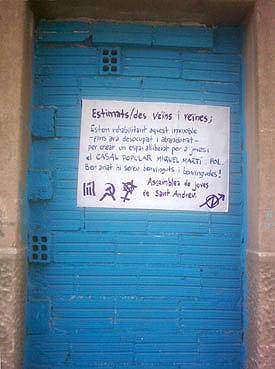 Estimats/des veïns i veïnes;
Estem rehabilitant aquest immoble
-fins ara desocupat i abandonat-
per crear un espai alliberat per a joves i
el CASAL POPULAR MIQUEL MARTÍ i POL.
Ben aviat hi sereu benvinguts i benvingudes!
Assemblea de joves
de Sant Andreu.